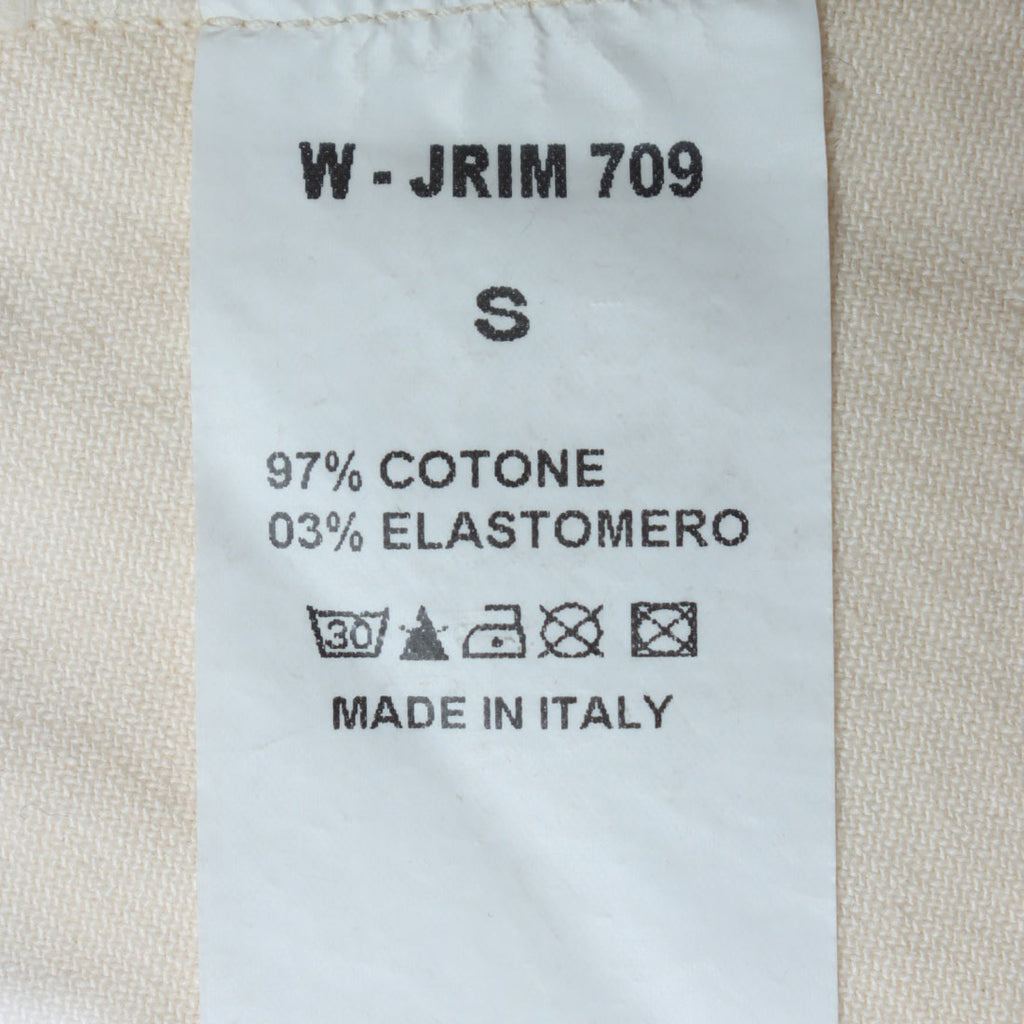 W - JRIM 709
S
97% COTONE
03% ELASTOMERO
30
MADE IN ITALY